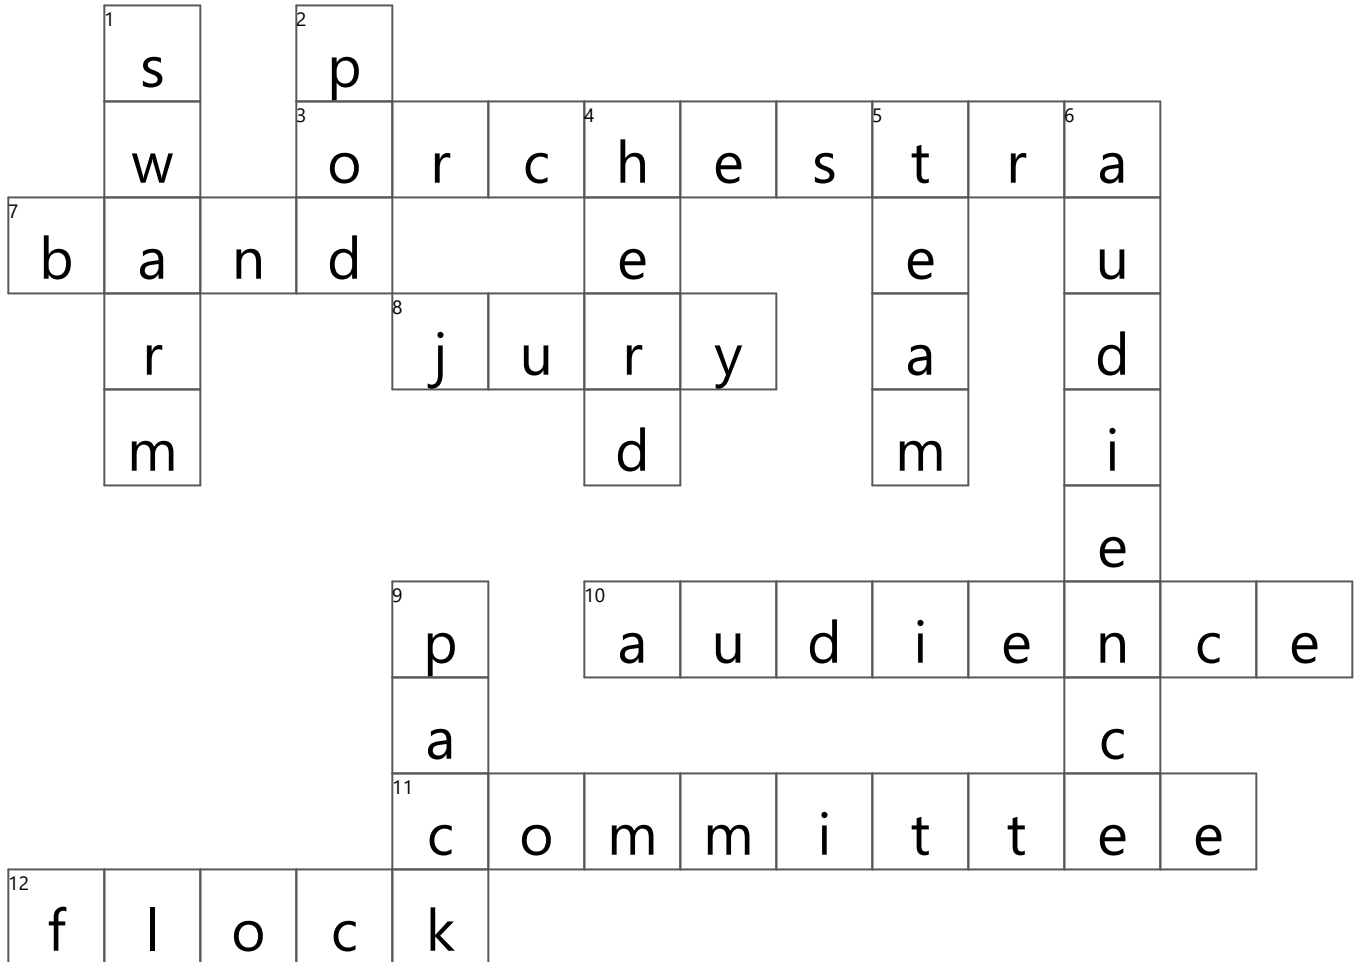 1 2
s p
3 4 5 6
w o r c h e s t r a
7
b a n d e e u
8
r j u r y a d
m d m i
e
9 10
p a u d i e n c e
a c
11
c o m m i t t e e
12
f l o c k